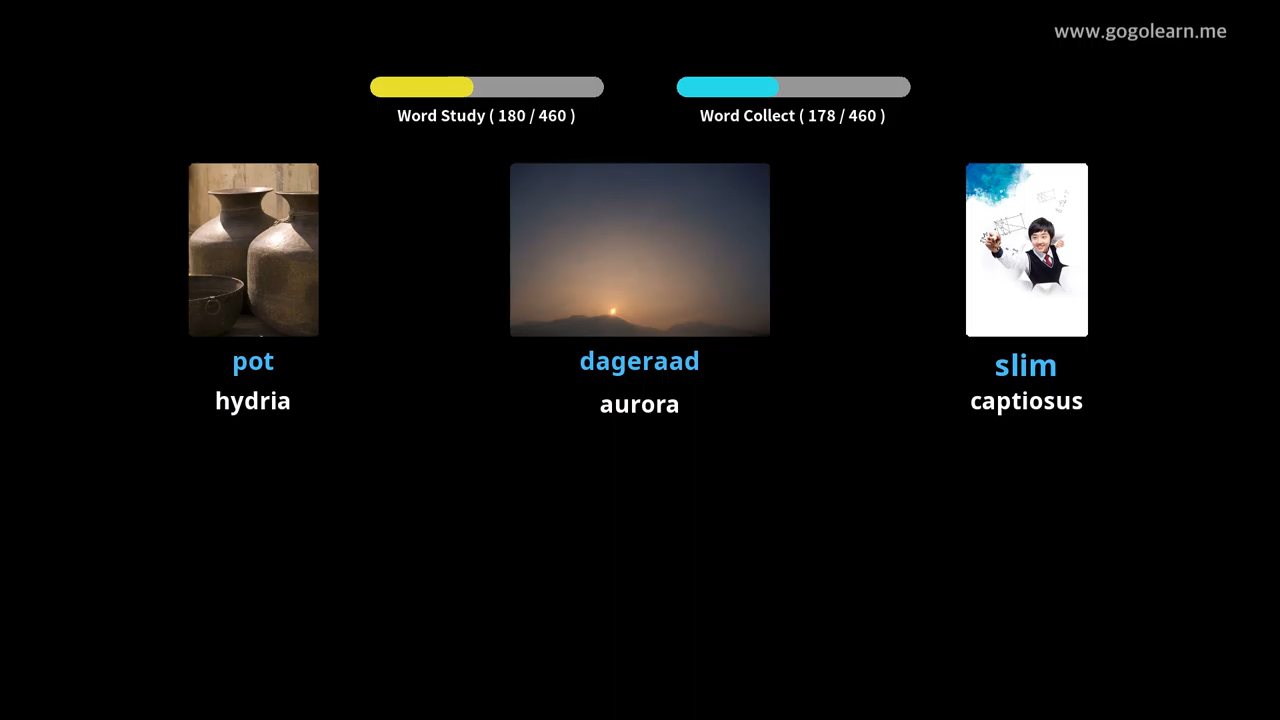 www.gogolearn.me
Word Study ( 180 / 460 )
Word Collect ( 178 / 460 )
pot
hydria
dageraad
aurora
slim
captiosus